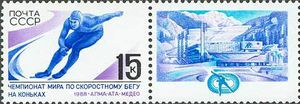 ПОЧТА
СССР
15 К
ЧЕМПИОНАТ МИРА ПО СКОРОСТНОМУ БЕГУ
НА КОНЬКАХ
1988·АЛМА-АТА·МЕДЕО